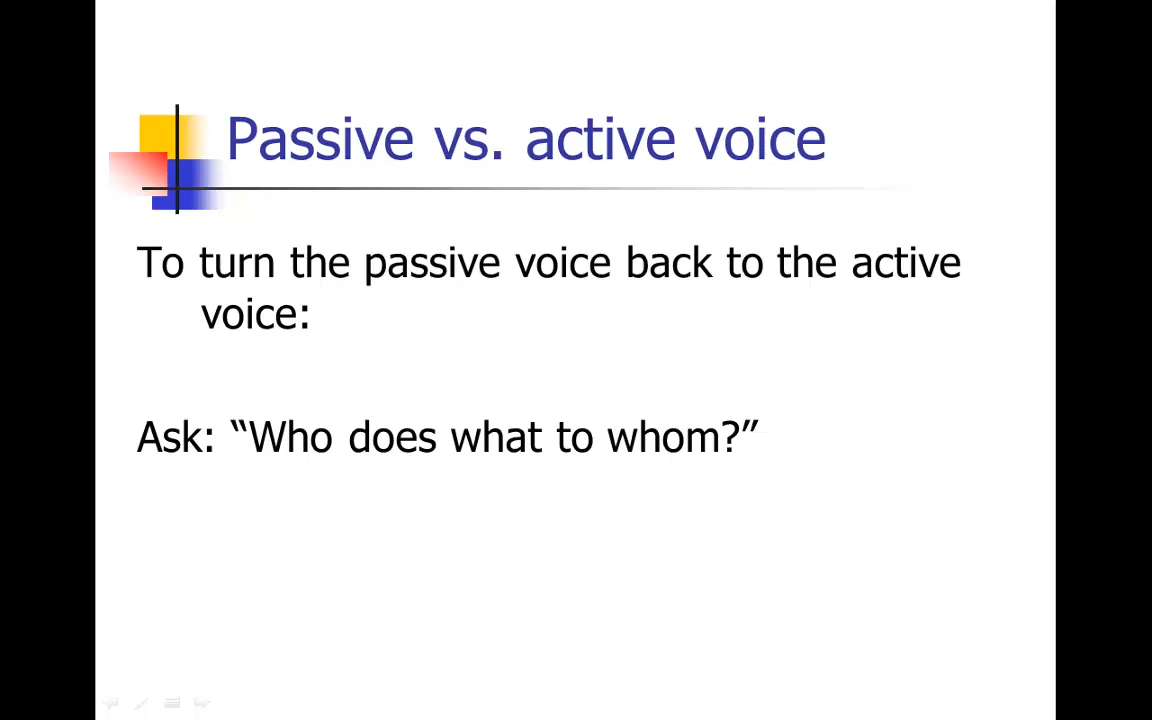 Passive vs. active voice
To turn the passive voice back to the active
voice:
Ask: “Who does what to whom?”